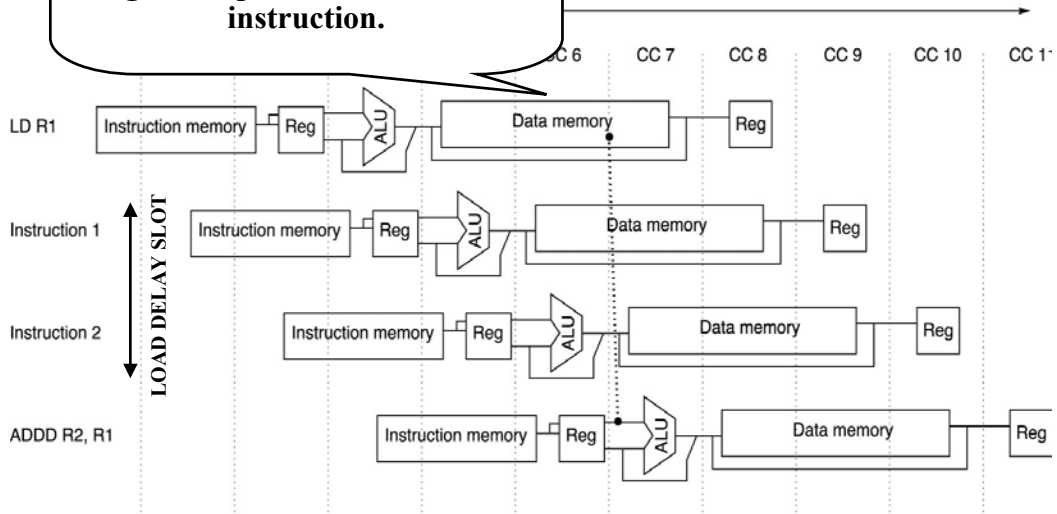 instruction.
CC 6 CC 7 CC 8 CC 9 CC 10 CC 11
LD R1
Instruction memory
Reg
ALU
Data memory
Reg
Instruction 1
Instruction memory
Reg
ALU
Data memory
Reg
Instruction 2
Instruction memory
Reg
ALU
Data memory
Reg
ADDD R2, R1
Instruction memory
Reg
ALU
Data memory
Reg
LOAD DELAY SLOT